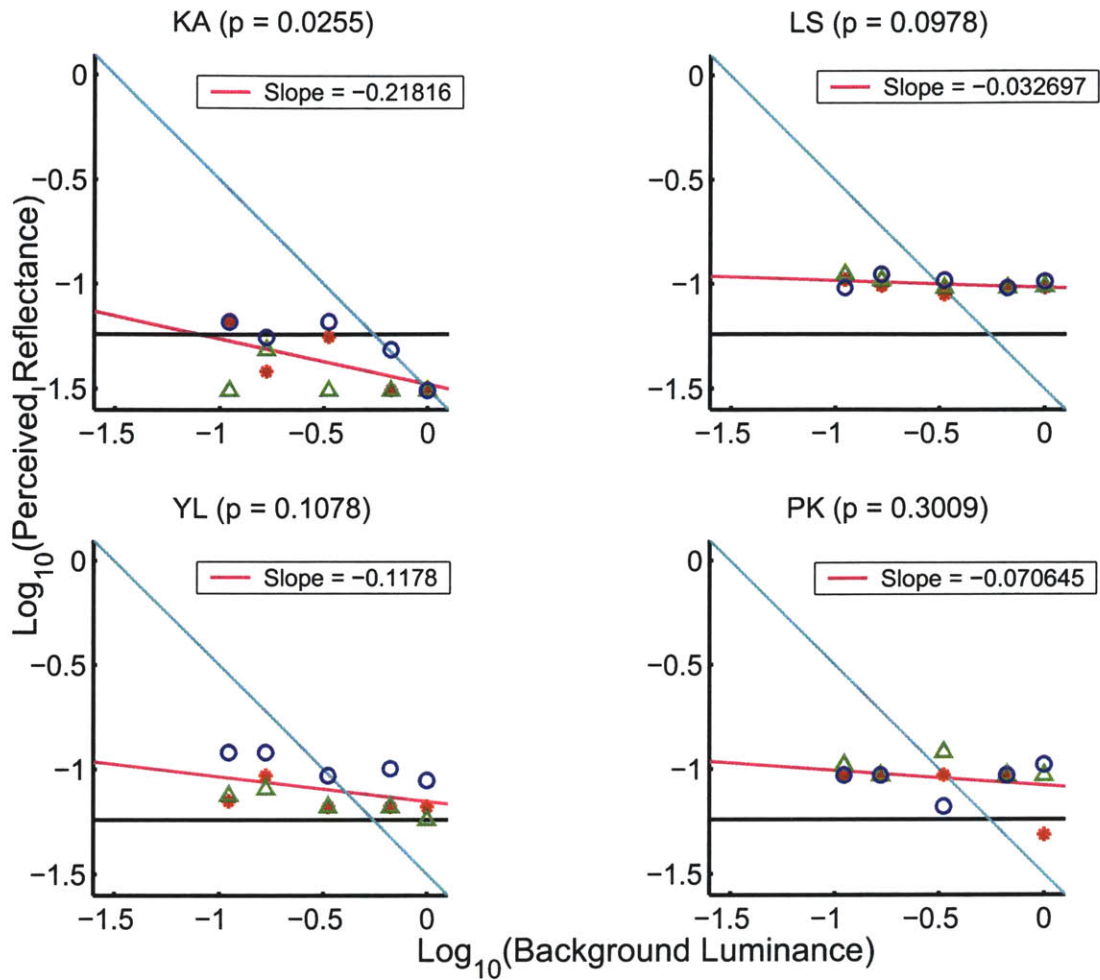 KA (p = 0.0255)
Slope = −0.21816
0
−0.5
−1
−1.5
−1.5 −1 −0.5 0
LS (p = 0.0978)
Slope = −0.032697
0
−0.5
−1
−1.5
−1.5 −1 −0.5 0
YL (p = 0.1078)
Slope = −0.1178
0
−0.5
−1
−1.5
−1.5 −1 −0.5 0
PK (p = 0.3009)
Slope = −0.070645
0
−0.5
−1
−1.5
−1.5 −1 −0.5 0
Log10(Perceived Reflectance)
Log10(Background Luminance)